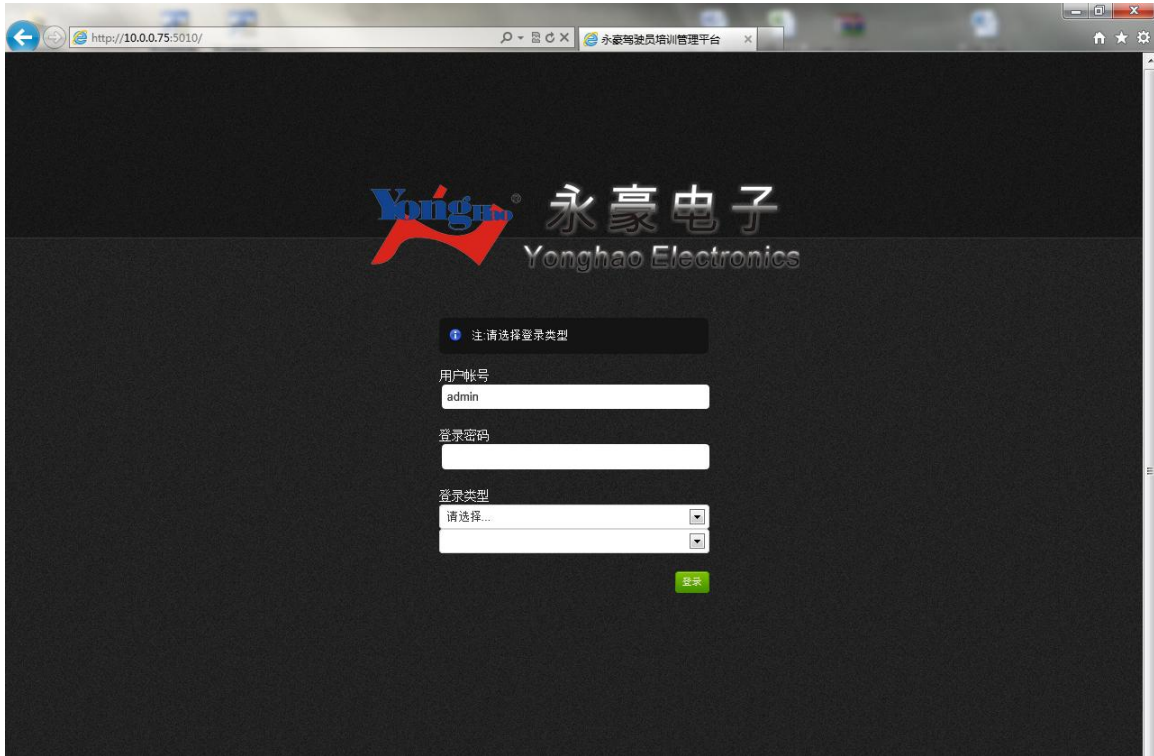 http://10.0.0.75:5010/
永豪驾驶员培训管理平台
YongHao®
永豪电子
Yonghao Electronics
注:请选择登录类型
用户帐号
admin
登录密码
登录类型
请选择...
登录